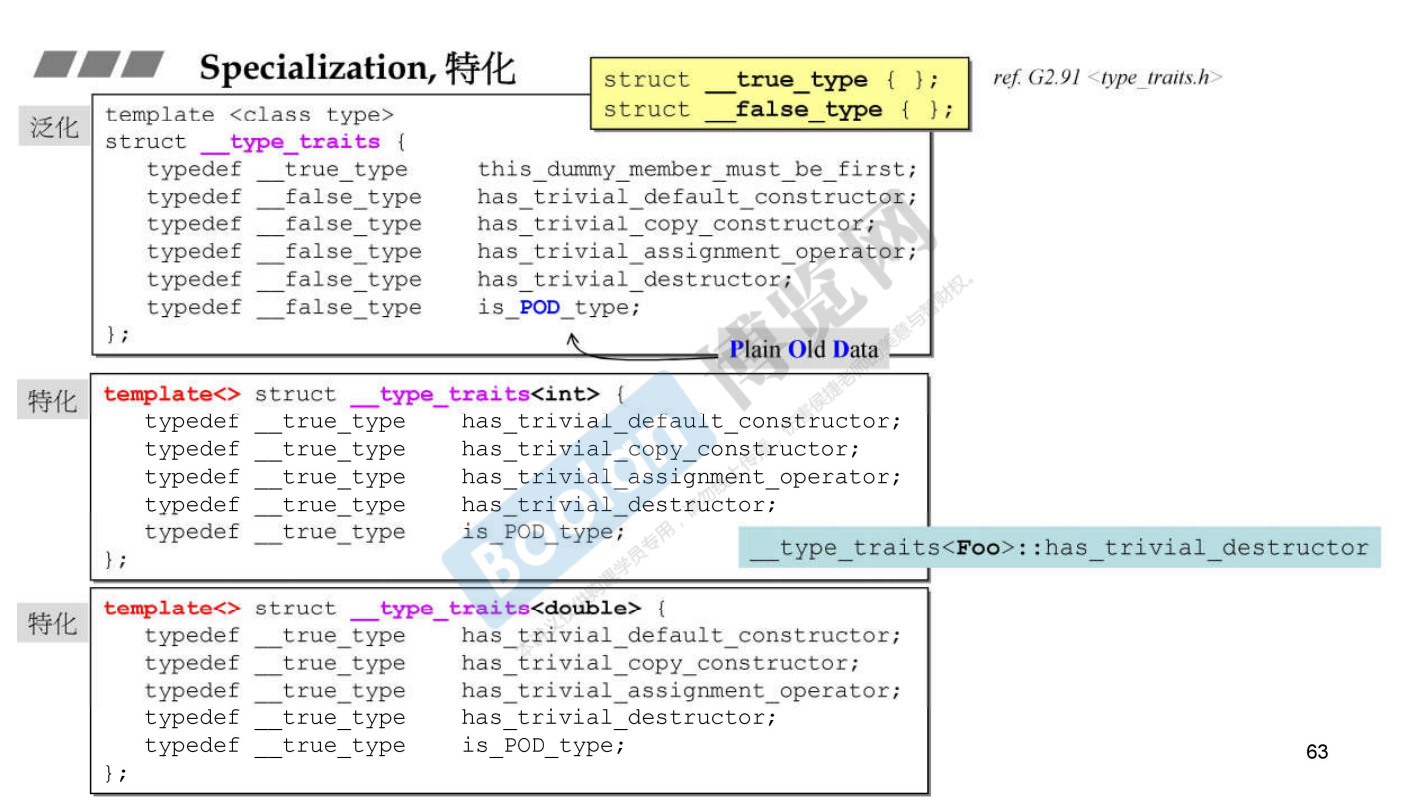 Specialization, 特化
struct __true_type { };
struct __false_type { };
ref. G2.91 <type_traits.h>
泛化
template <class type>
struct __type_traits {
typedef __true_type this_dummy_member_must_be_first;
typedef __false_type has_trivial_default_constructor;
typedef __false_type has_trivial_copy_constructor;
typedef __false_type has_trivial_assignment_operator;
typedef __false_type has_trivial_destructor;
typedef __false_type is_POD_type;
};
Plain Old Data
特化
template<> struct __type_traits<int> {
typedef __true_type has_trivial_default_constructor;
typedef __true_type has_trivial_copy_constructor;
typedef __true_type has_trivial_assignment_operator;
typedef __true_type has_trivial_destructor;
typedef __true_type is_POD_type;
};
__type_traits<Foo>::has_trivial_destructor
特化
template<> struct __type_traits<double> {
typedef __true_type has_trivial_default_constructor;
typedef __true_type has_trivial_copy_constructor;
typedef __true_type has_trivial_assignment_operator;
typedef __true_type has_trivial_destructor;
typedef __true_type is_POD_type;
};
63
Boolan
博览网